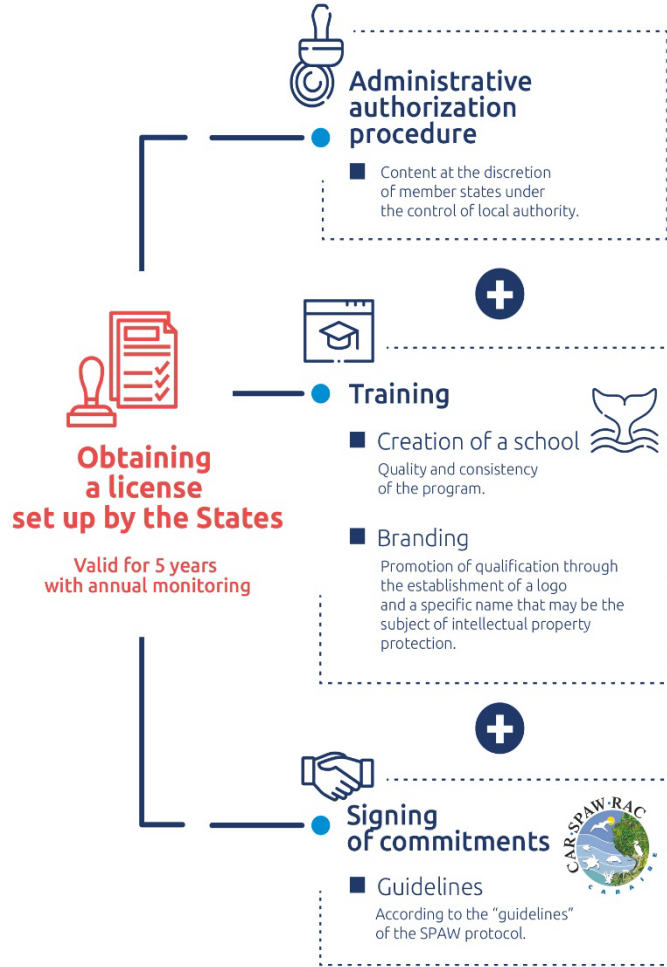 Administrative
authorization
procedure
Content at the discretion
of member states under
the control of local authority.
Obtaining
a license
set up by the States
Valid for 5 years
with annual monitoring
Training
Creation of a school
Quality and consistency
of the program.
Branding
Promotion of qualification through
the establishment of a logo
and a specific name that may be the
subject of intellectual property
protection.
Signing
of commitments
CAR·SPAW·RAC
CARAIBE
Guidelines
According to the “guidelines”
of the SPAW protocol.